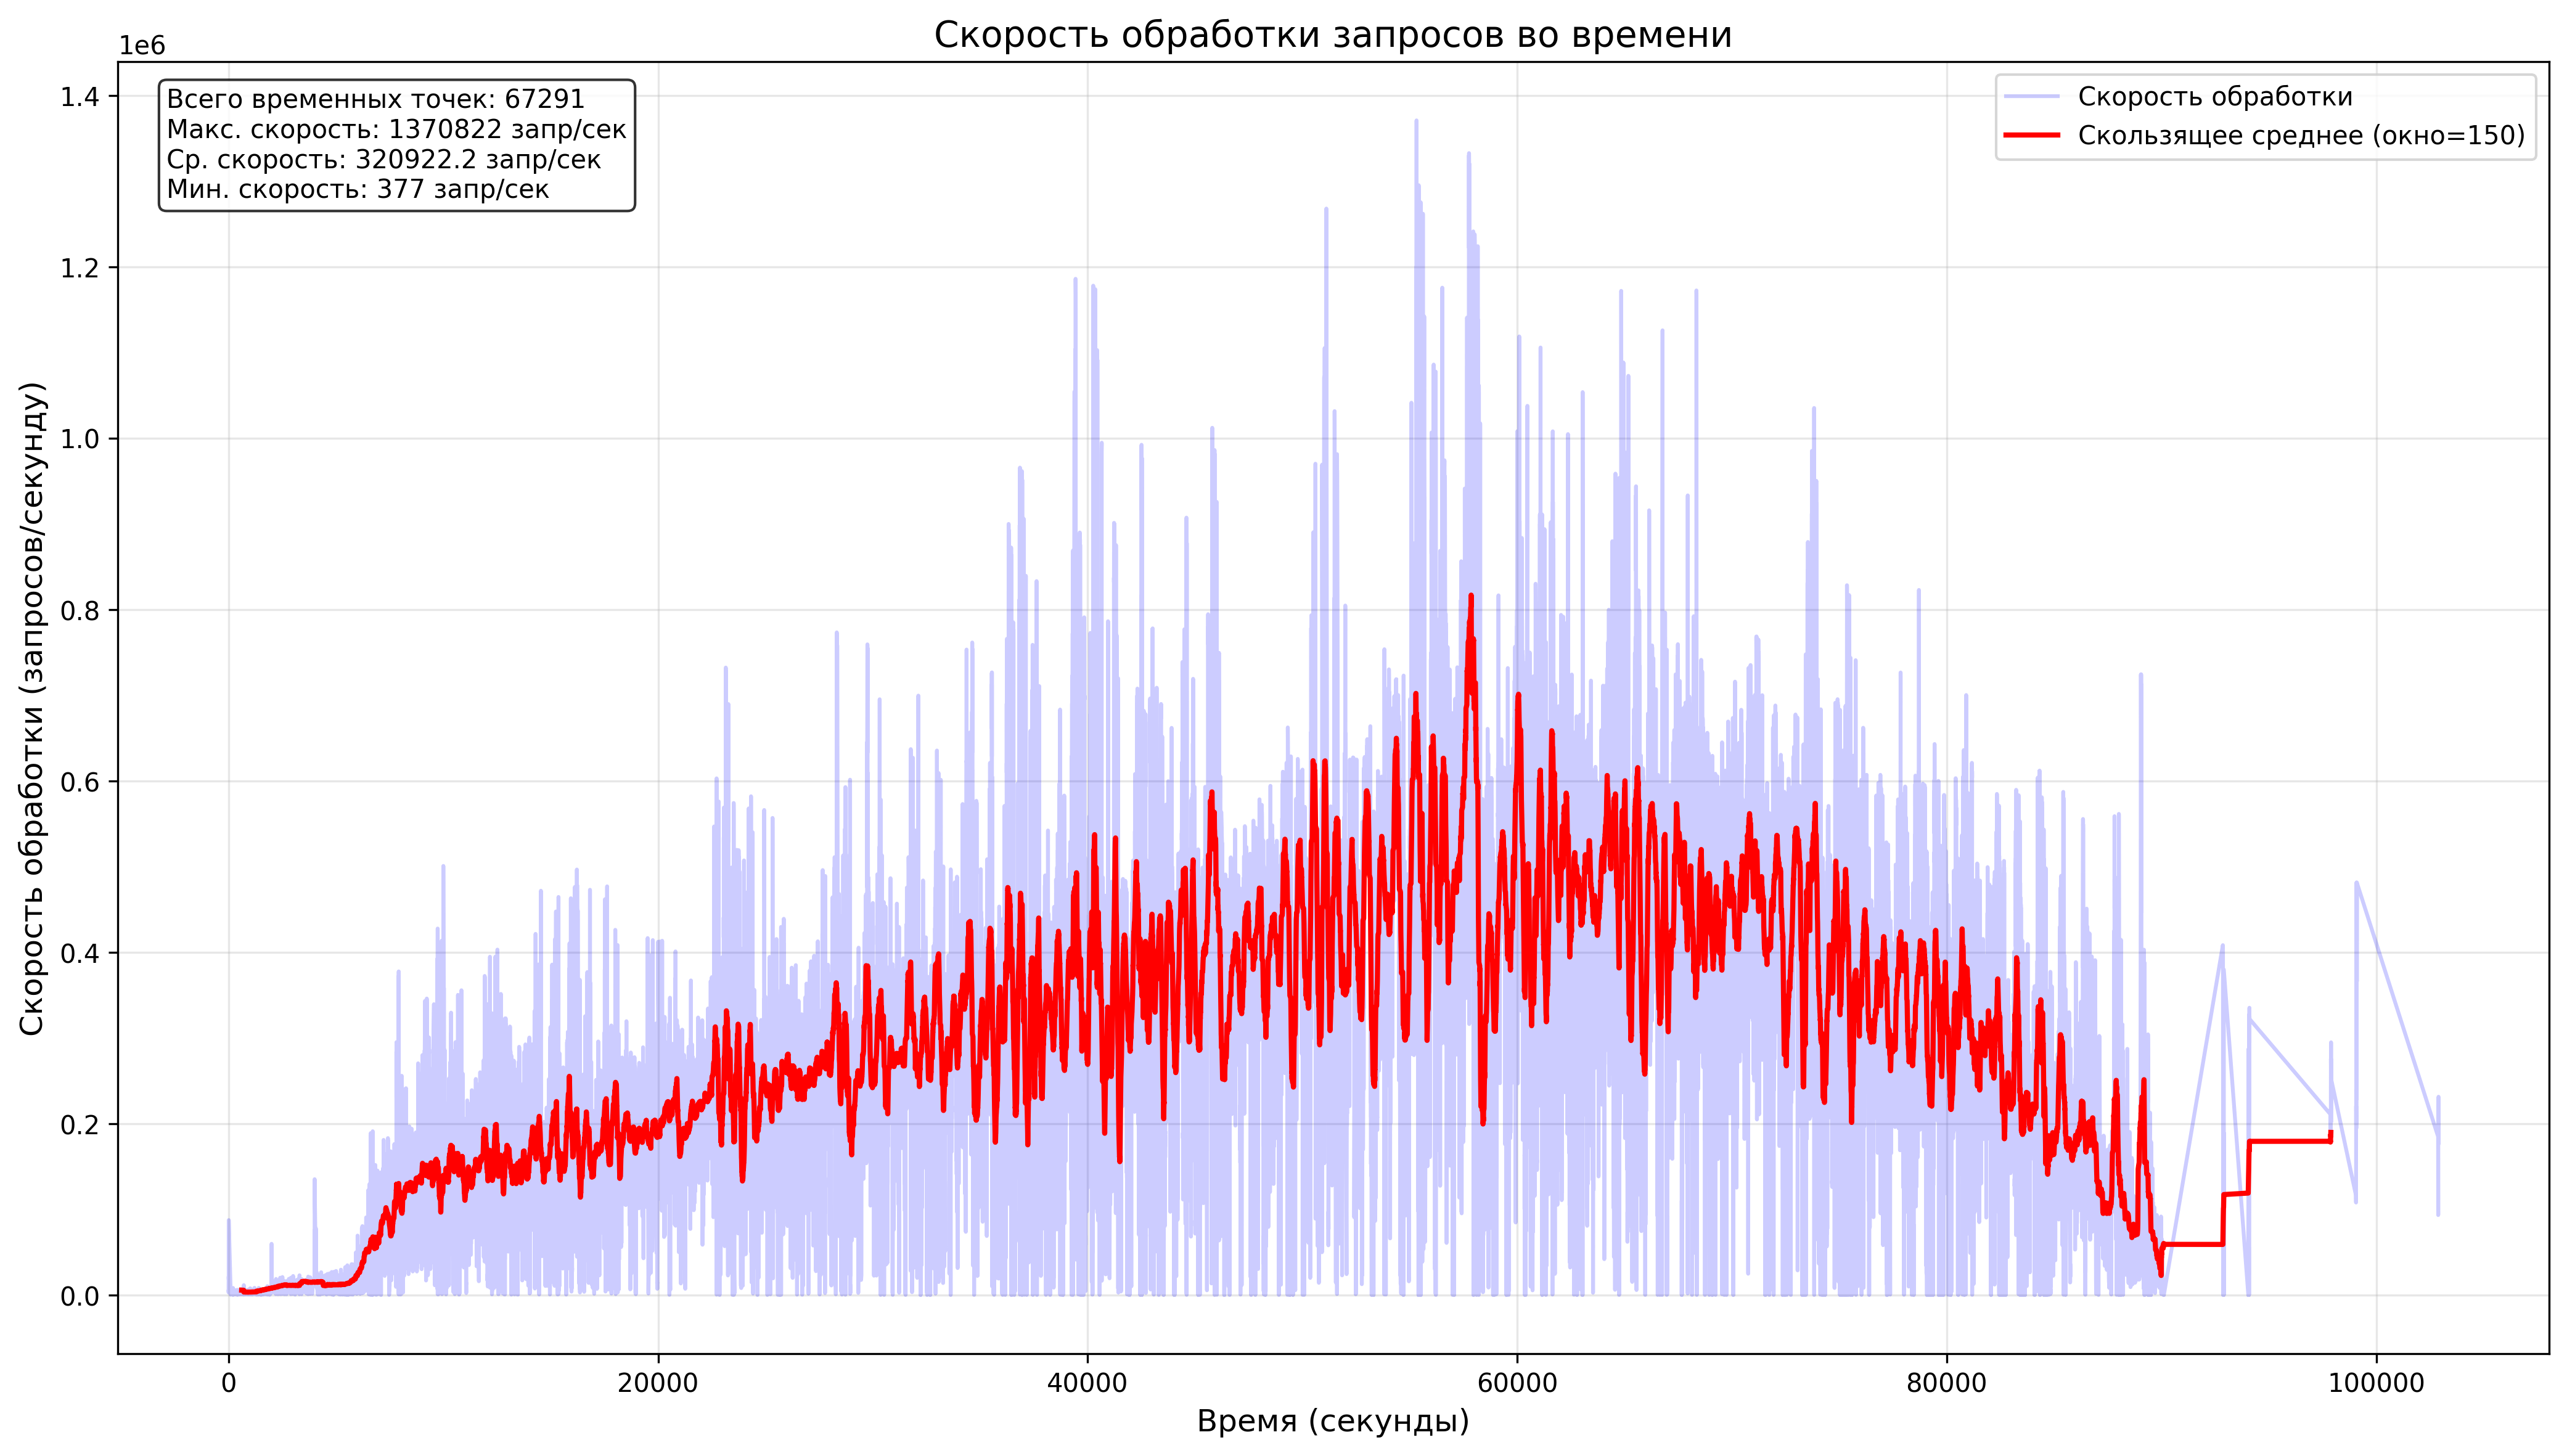 Скорость обработки запросов во времени
1e6
Всего временных точек: 67291
Макс. скорость: 1370822 запр/сек
Ср. скорость: 320922.2 запр/сек
Мин. скорость: 377 запр/сек
Скорость обработки
Скользящее среднее (окно=150)
Скорость обработки (запросов/секунду)
1.4
1.2
1.0
0.8
0.6
0.4
0.2
0.0
0
20000
40000
60000
80000
100000
Время (секунды)